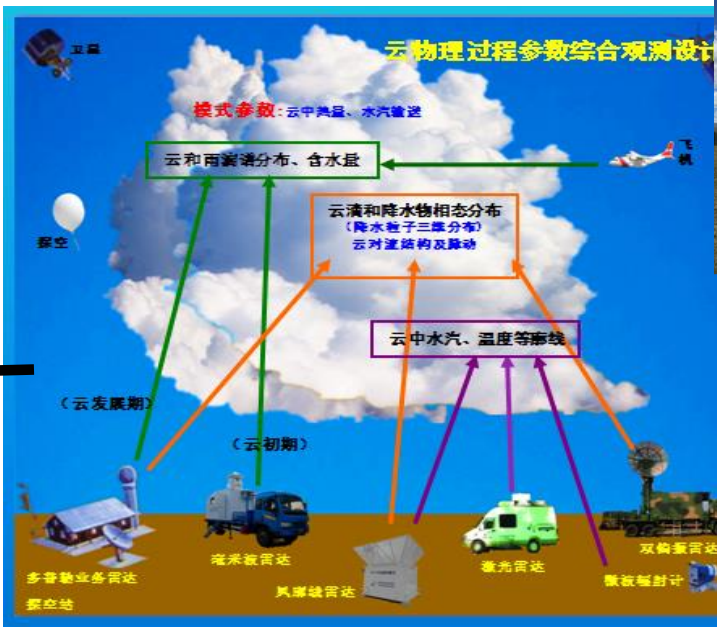 卫星
云物理过程参数综合观测设计
模式参数:云中热量、水汽输送
云和雨滴谱分布、含水量
飞机
云滴和降水物相态分布
(降水粒子三维分布)
云对流结构及脉动
探空
云中水汽、温度等廓线
(云发展期)
(云初期)
毫米波雷达
激光雷达
双偏振雷达
多普勒业务雷达
探空站
风廓线雷达
微波辐射计